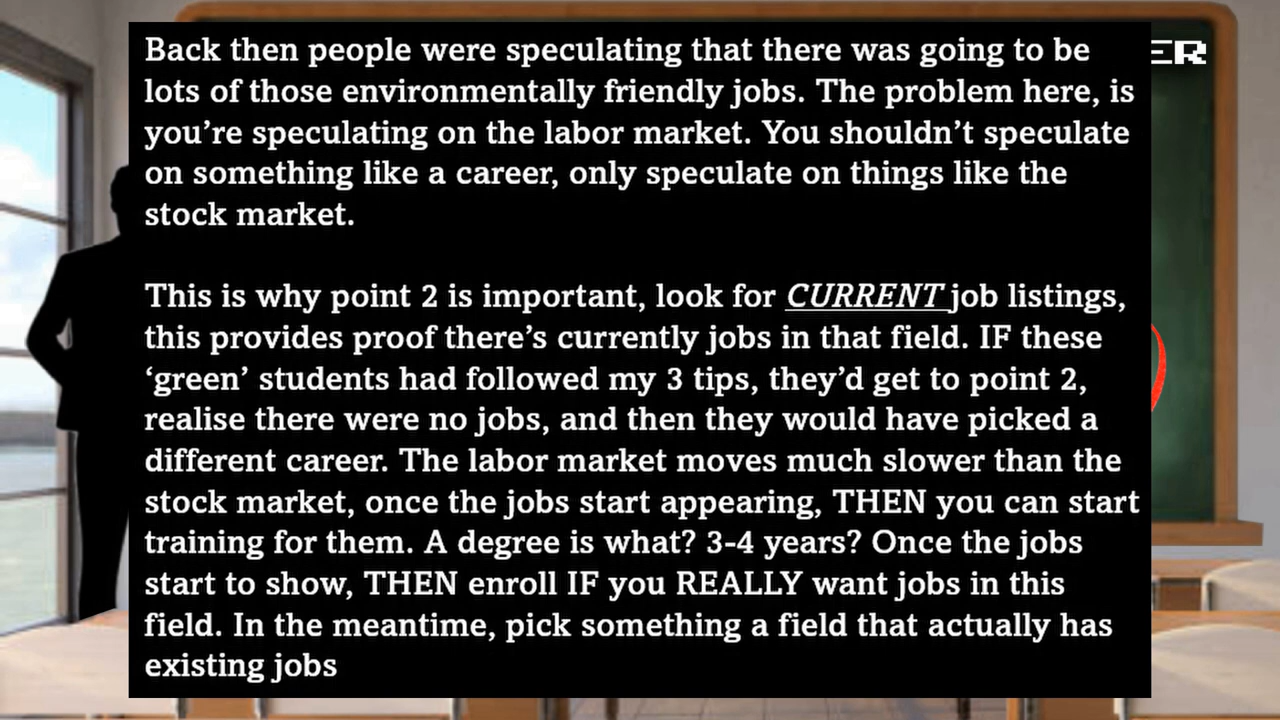 Back then people were speculating that there was going to be
lots of those environmentally friendly jobs. The problem here, is
you’re speculating on the labor market. You shouldn’t speculate
on something like a career, only speculate on things like the
stock market.
This is why point 2 is important, look for CURRENT job listings,
this provides proof there’s currently jobs in that field. IF these
‘green’ students had followed my 3 tips, they’d get to point 2,
realise there were no jobs, and then they would have picked a
different career. The labor market moves much slower than the
stock market, once the jobs start appearing, THEN you can start
training for them. A degree is what? 3-4 years? Once the jobs
start to show, THEN enroll IF you REALLY want jobs in this
field. In the meantime, pick something a field that actually has
existing jobs